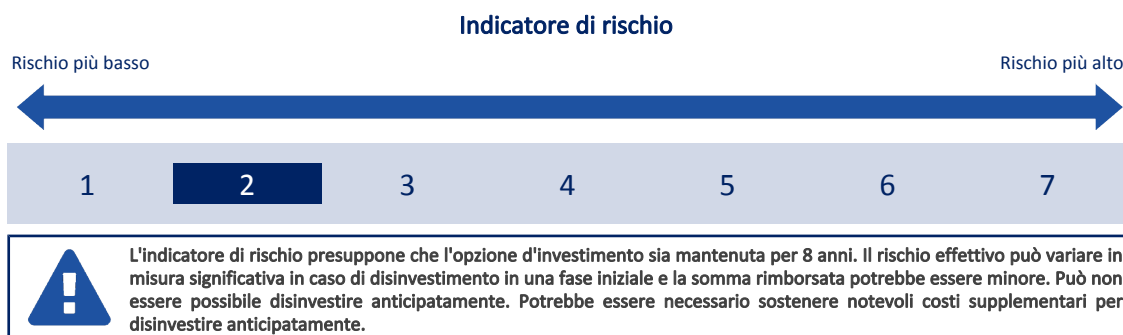 Indicatore di rischio
Rischio più basso
Rischio più alto
1 2 3 4 5 6 7
L'indicatore di rischio presuppone che l'opzione d'investimento sia mantenuta per 8 anni. Il rischio effettivo può variare in
misura significativa in caso di disinvestimento in una fase iniziale e la somma rimborsata potrebbe essere minore. Può non
essere possibile disinvestire anticipatamente. Potrebbe essere necessario sostenere notevoli costi supplementari per
disinvestire anticipatamente.